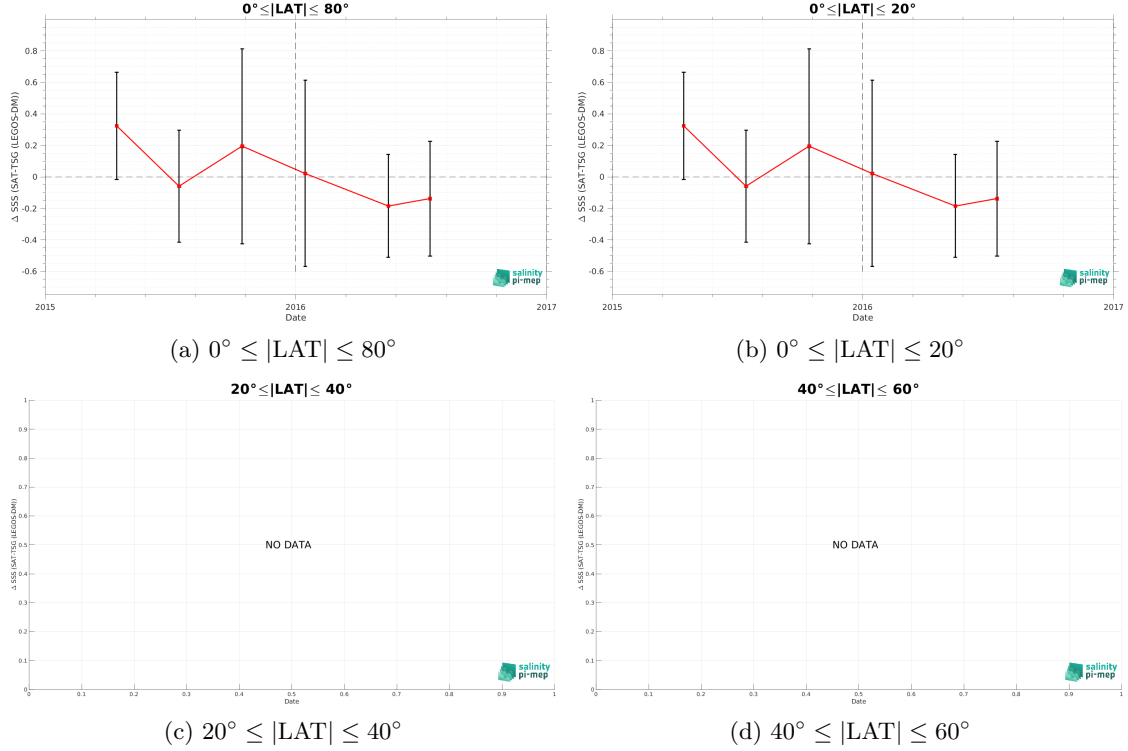 0°≤|LAT|≤ 80°
Δ SSS (SAT-TSG (LEGOS-DM))
0.8
0.6
0.4
0.2
0
-0.2
-0.4
-0.6
2015
2016
2017
Date
salinity
pi-mep
(a) 0° ≤ |LAT| ≤ 80°
0°≤|LAT|≤ 20°
Δ SSS (SAT-TSG (LEGOS-DM))
0.8
0.6
0.4
0.2
0
-0.2
-0.4
-0.6
2015
2016
2017
Date
salinity
pi-mep
(b) 0° ≤ |LAT| ≤ 20°
20°≤|LAT|≤ 40°
Δ SSS (SAT-TSG (LEGOS-DM))
1
0.9
0.8
0.7
0.6
0.5
0.4
0.3
0.2
0.1
0
NO DATA
0 0.1 0.2 0.3 0.4 0.5 0.6 0.7 0.8 0.9 1
Date
salinity
pi-mep
(c) 20° ≤ |LAT| ≤ 40°
40°≤|LAT|≤ 60°
Δ SSS (SAT-TSG (LEGOS-DM))
1
0.9
0.8
0.7
0.6
0.5
0.4
0.3
0.2
0.1
0
NO DATA
0 0.1 0.2 0.3 0.4 0.5 0.6 0.7 0.8 0.9 1
Date
salinity
pi-mep
(d) 40° ≤ |LAT| ≤ 60°